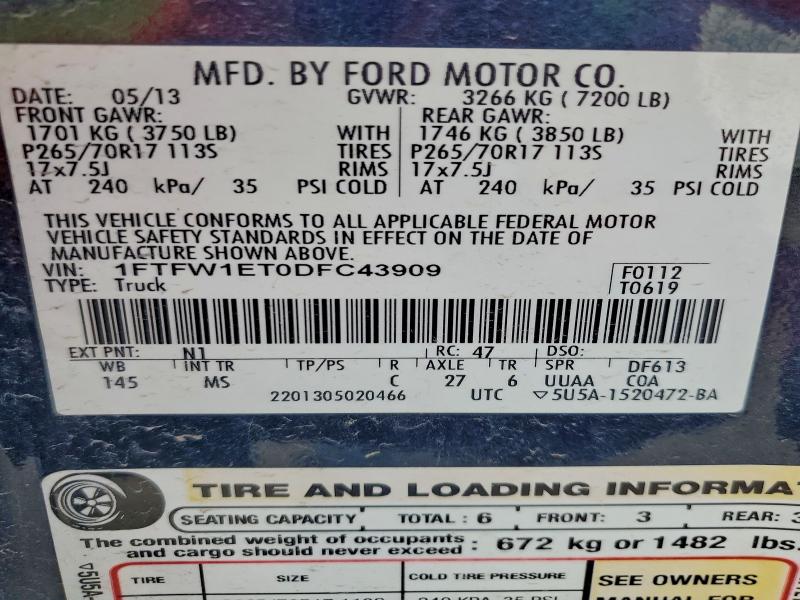 MFD. BY FORD MOTOR CO.
DATE: 05/13 GVWR: 3266 KG ( 7200 LB)
FRONT GAWR: REAR GAWR:
1701 KG ( 3750 LB) WITH 1746 KG ( 3850 LB) WITH
P265/70R17 113S TIRES P265/70R17 113S TIRES
17x7.5J RIMS 17x7.5J RIMS
AT 240 kPa/ 35 PSI COLD AT 240 kPa/ 35 PSI COLD
THIS VEHICLE CONFORMS TO ALL APPLICABLE FEDERAL MOTOR
VEHICLE SAFETY STANDARDS IN EFFECT ON THE DATE OF
MANUFACTURE SHOWN ABOVE.
VIN: 1FTFW1ET0DFC43909 F0112
TYPE: Truck T0619
EXT PNT: N1 RC: 47 DSO:
WB INT TR TP/PS R AXLE TR SPR DF613
145 MS C 27 6 UUAA COA
2201305020466 UTC ▽5U5A-1520472-BA
TIRE AND LOADING INFORMA
SEATING CAPACITY TOTAL : 6 FRONT: 3 REAR: 3
The combined weight of occupants
and cargo should never exceed : 672 kg or 1482 lbs.
TIRE SIZE COLD TIRE PRESSURE SEE OWNERS
MANUAL FOR